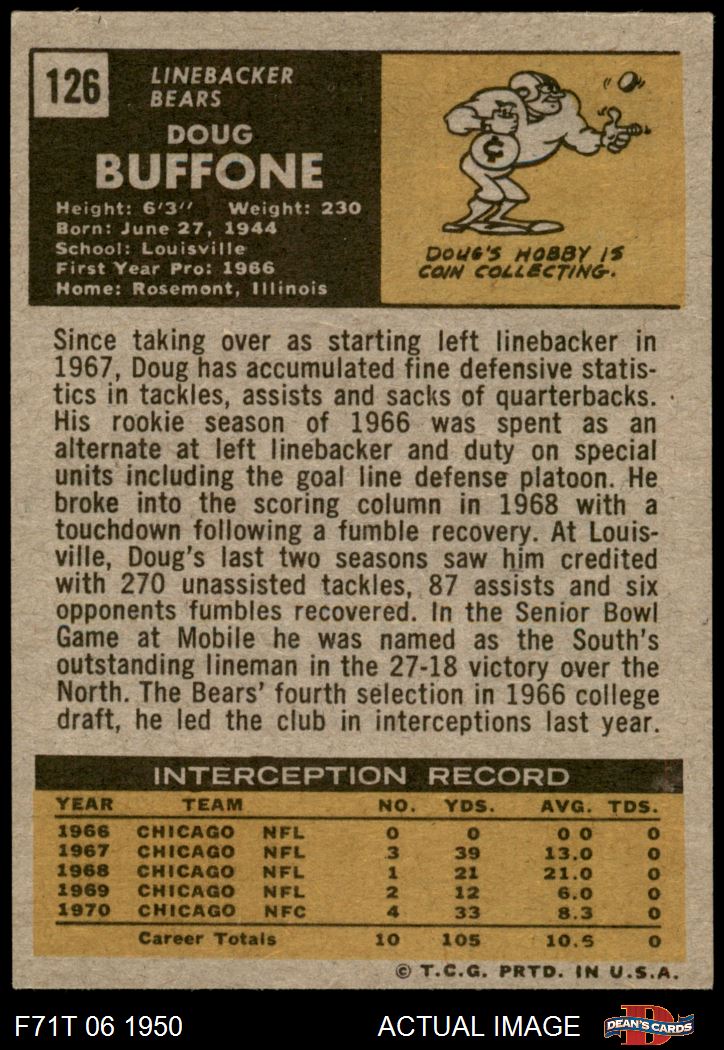 126
LINEBACKER
BEARS
DOUG
BUFFONE
Height: 6'3" Weight: 230
Born: June 27, 1944
School: Louisville
First Year Pro: 1966
Home: Rosemont, Illinois
¢
DOUG'S HOBBY IS
COIN COLLECTING.
Since taking over as starting left linebacker in
1967, Doug has accumulated fine defensive statis-
tics in tackles, assists and sacks of quarterbacks.
His rookie season of 1966 was spent as an
alternate at left linebacker and duty on special
units including the goal line defense platoon. He
broke into the scoring column in 1968 with a
touchdown following a fumble recovery. At Louis-
ville, Doug's last two seasons saw him credited
with 270 unassisted tackles, 87 assists and six
opponents fumbles recovered. In the Senior Bowl
Game at Mobile he was named as the South's
outstanding lineman in the 27-18 victory over the
North. The Bears' fourth selection in 1966 college
draft, he led the club in interceptions last year.
INTERCEPTION RECORD
YEAR TEAM NO. YDS. AVG. TDS.
1966 CHICAGO NFL 0 0 0 0 0
1967 CHICAGO NFL 3 39 13.0 0
1968 CHICAGO NFL 1 21 21.0 0
1969 CHICAGO NFL 2 12 6.0 0
1970 CHICAGO NFC 4 33 8.3 0
Career Totals 10 105 10.5 0
© T.C.G. PRTD. IN U.S.A.
F71T 06 1950 ACTUAL IMAGE
D
DEAN'S CARDS